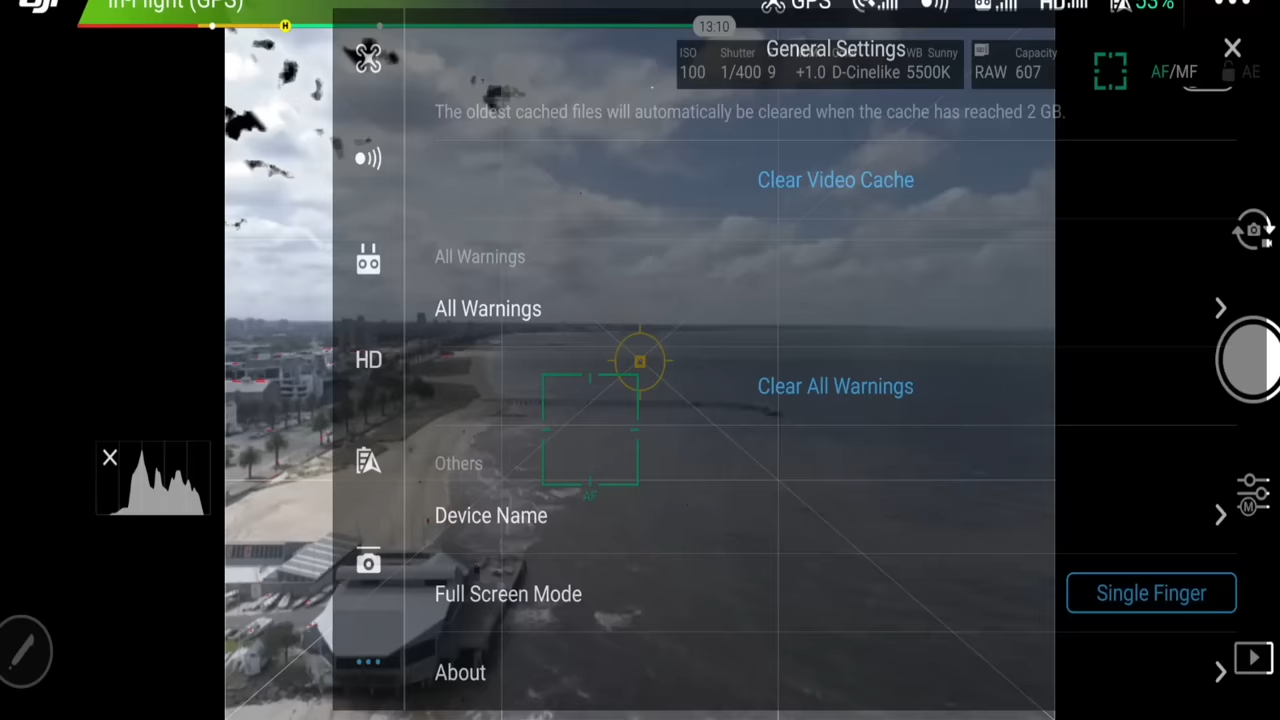 In-Flight (GPS)
GPS
HD
53%
13:10
General Settings
ISO
Shutter
WB Sunny
Capacity
100
1/400
9
+1.0
D-Cinelike
5500K
RAW
607
AF/MF
AE
The oldest cached files will automatically be cleared when the cache has reached 2 GB.
Clear Video Cache
All Warnings
All Warnings
HD
Clear All Warnings
Others
AF
Device Name
M
Full Screen Mode
Single Finger
About